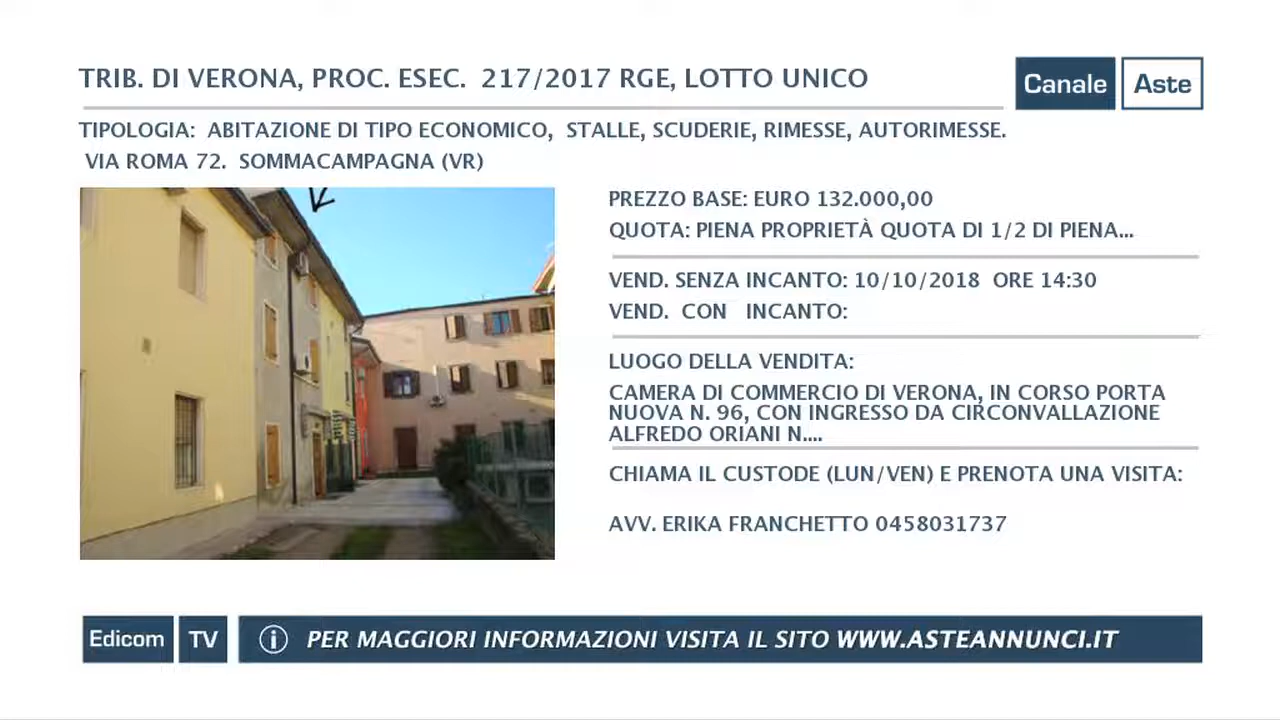 TRIB. DI VERONA, PROC. ESEC. 217/2017 RGE, LOTTO UNICO
Canale Aste
TIPOLOGIA: ABITAZIONE DI TIPO ECONOMICO, STALLE, SCUDERIE, RIMESSE, AUTORIMESSE.
VIA ROMA 72. SOMMACAMPAGNA (VR)
PREZZO BASE: EURO 132.000,00
QUOTA: PIENA PROPRIETÀ QUOTA DI 1/2 DI PIENA...
VEND. SENZA INCANTO: 10/10/2018 ORE 14:30
VEND. CON INCANTO:
LUOGO DELLA VENDITA:
CAMERA DI COMMERCIO DI VERONA, IN CORSO PORTA
NUOVA N. 96, CON INGRESSO DA CIRCONVALLAZIONE
ALFREDO ORIANI N....
CHIAMA IL CUSTODE (LUN/VEN) E PRENOTA UNA VISITA:
AVV. ERIKA FRANCHETTO 0458031737
Edicom TV
PER MAGGIORI INFORMAZIONI VISITA IL SITO WWW.ASTEANNUNCI.IT